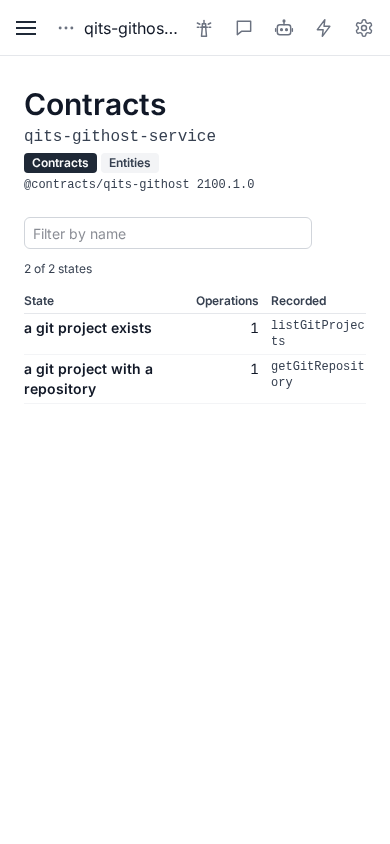 qits-githos...
Contracts
qits-githost-service
Contracts Entities
@contracts/qits-githost 2100.1.0
Filter by name
2 of 2 states
State Operations Recorded
a git project exists 1 listGitProjec
ts
a git project with a 1 getGitReposit
repository ory